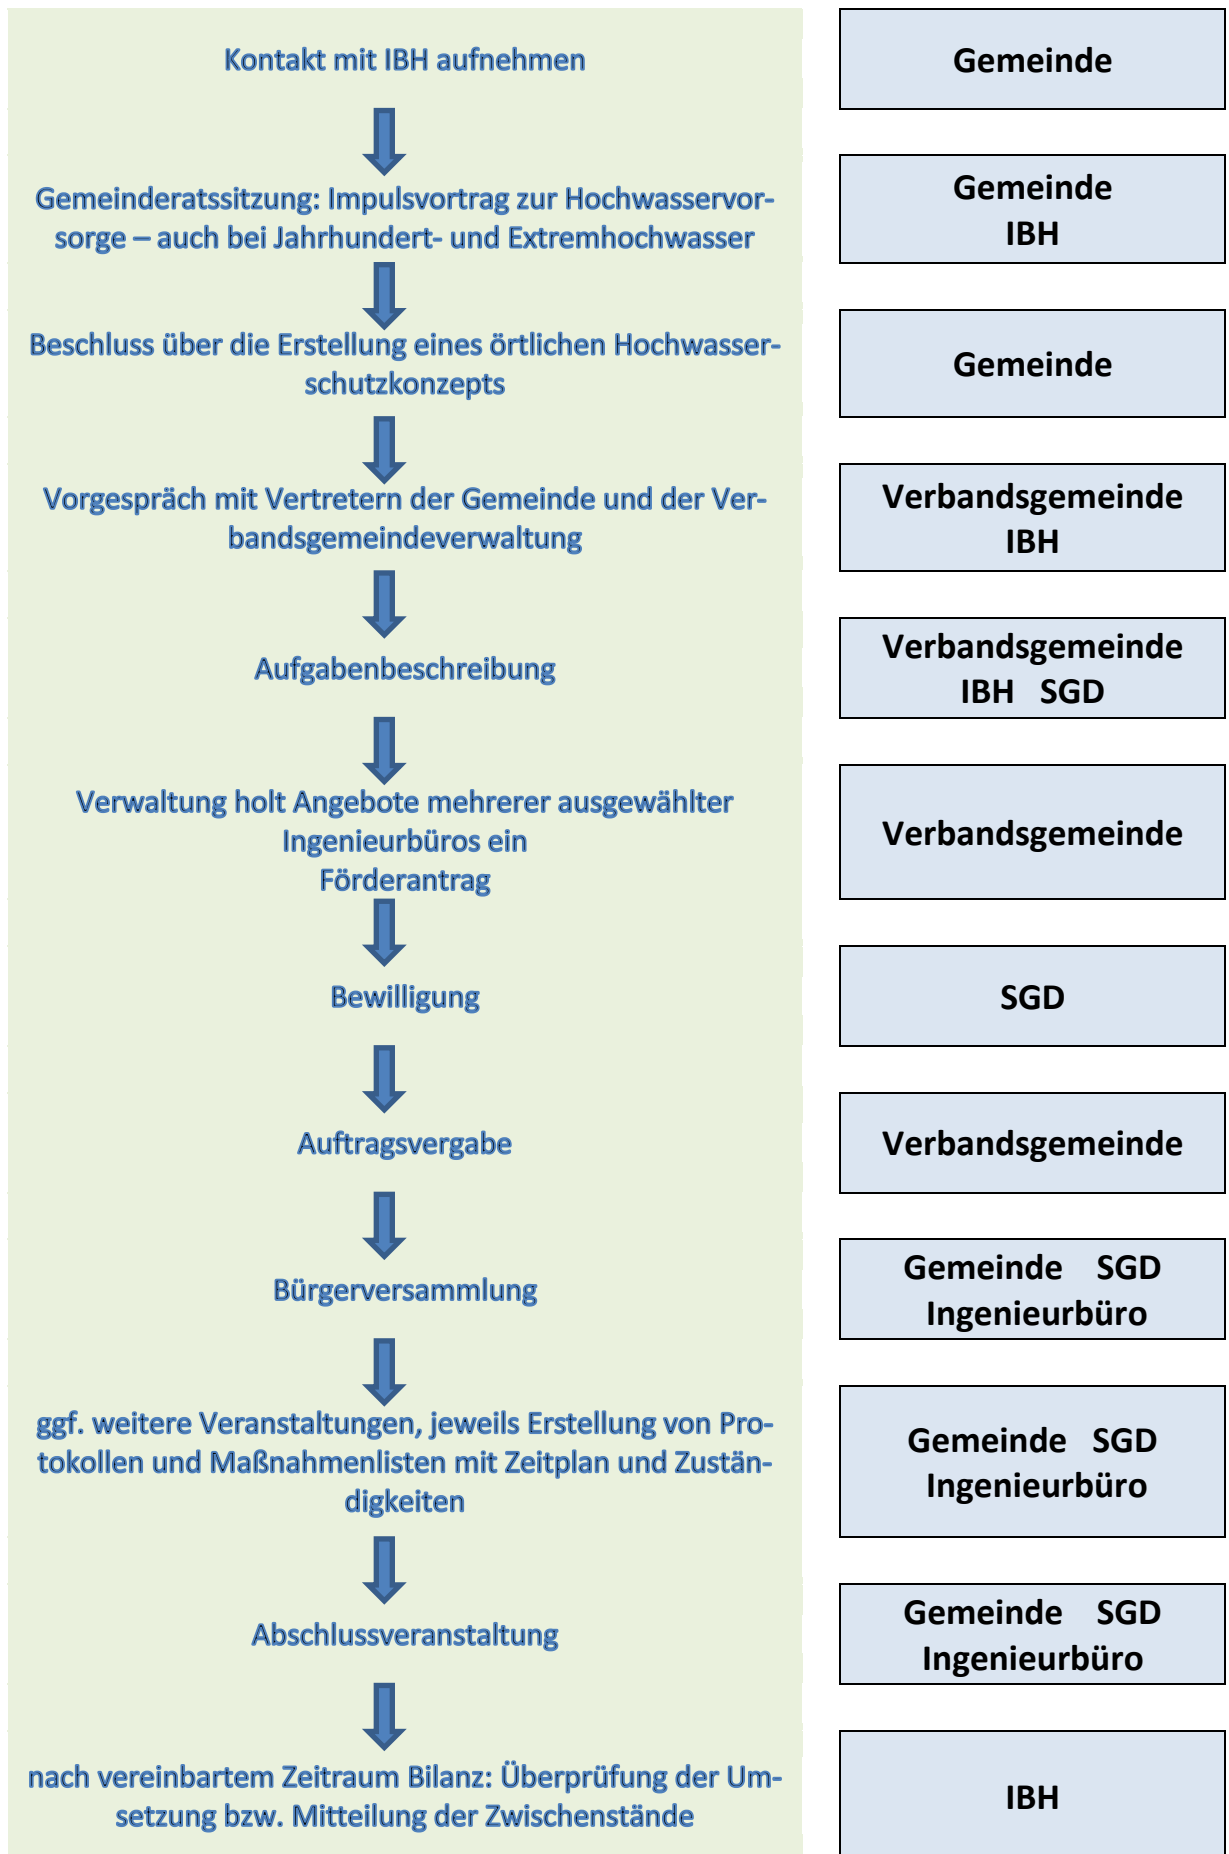 Kontakt mit IBH aufnehmen
Gemeinde
Gemeinderatssitzung: Impulsvortrag zur Hochwasservor-
sorge – auch bei Jahrhundert- und Extremhochwasser
Gemeinde
IBH
Beschluss über die Erstellung eines örtlichen Hochwasser-
schutzkonzepts
Gemeinde
Vorgespräch mit Vertretern der Gemeinde und der Ver-
bandsgemeindeverwaltung
Verbandsgemeinde
IBH
Aufgabenbeschreibung
Verbandsgemeinde
IBH SGD
Verwaltung holt Angebote mehrerer ausgewählter
Ingenieurbüros ein
Förderantrag
Verbandsgemeinde
Bewilligung
SGD
Auftragsvergabe
Verbandsgemeinde
Bürgerversammlung
Gemeinde SGD
Ingenieurbüro
ggf. weitere Veranstaltungen, jeweils Erstellung von Pro-
tokollen und Maßnahmenlisten mit Zeitplan und Zustän-
digkeiten
Gemeinde SGD
Ingenieurbüro
Abschlussveranstaltung
Gemeinde SGD
Ingenieurbüro
nach vereinbartem Zeitraum Bilanz: Überprüfung der Um-
setzung bzw. Mitteilung der Zwischenstände
IBH